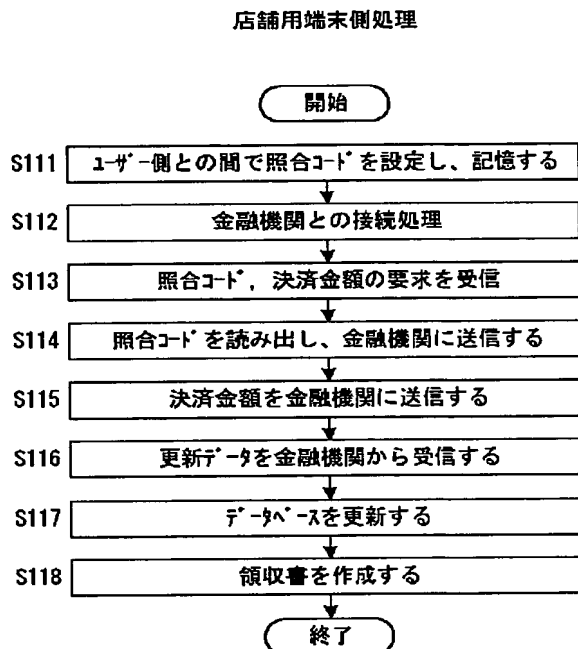 店舗用端末側処理
開始
S111 ﾕｰｻﾞｰ側との間で照合ｺｰﾄﾞを設定し、記憶する
S112 金融機関との接続処理
S113 照合ｺｰﾄﾞ，決済金額の要求を受信
S114 照合ｺｰﾄﾞを読み出し、金融機関に送信する
S115 決済金額を金融機関に送信する
S116 更新ﾃﾞｰﾀを金融機関から受信する
S117 ﾃﾞｰﾀﾍﾞｰｽを更新する
S118 領収書を作成する
終了